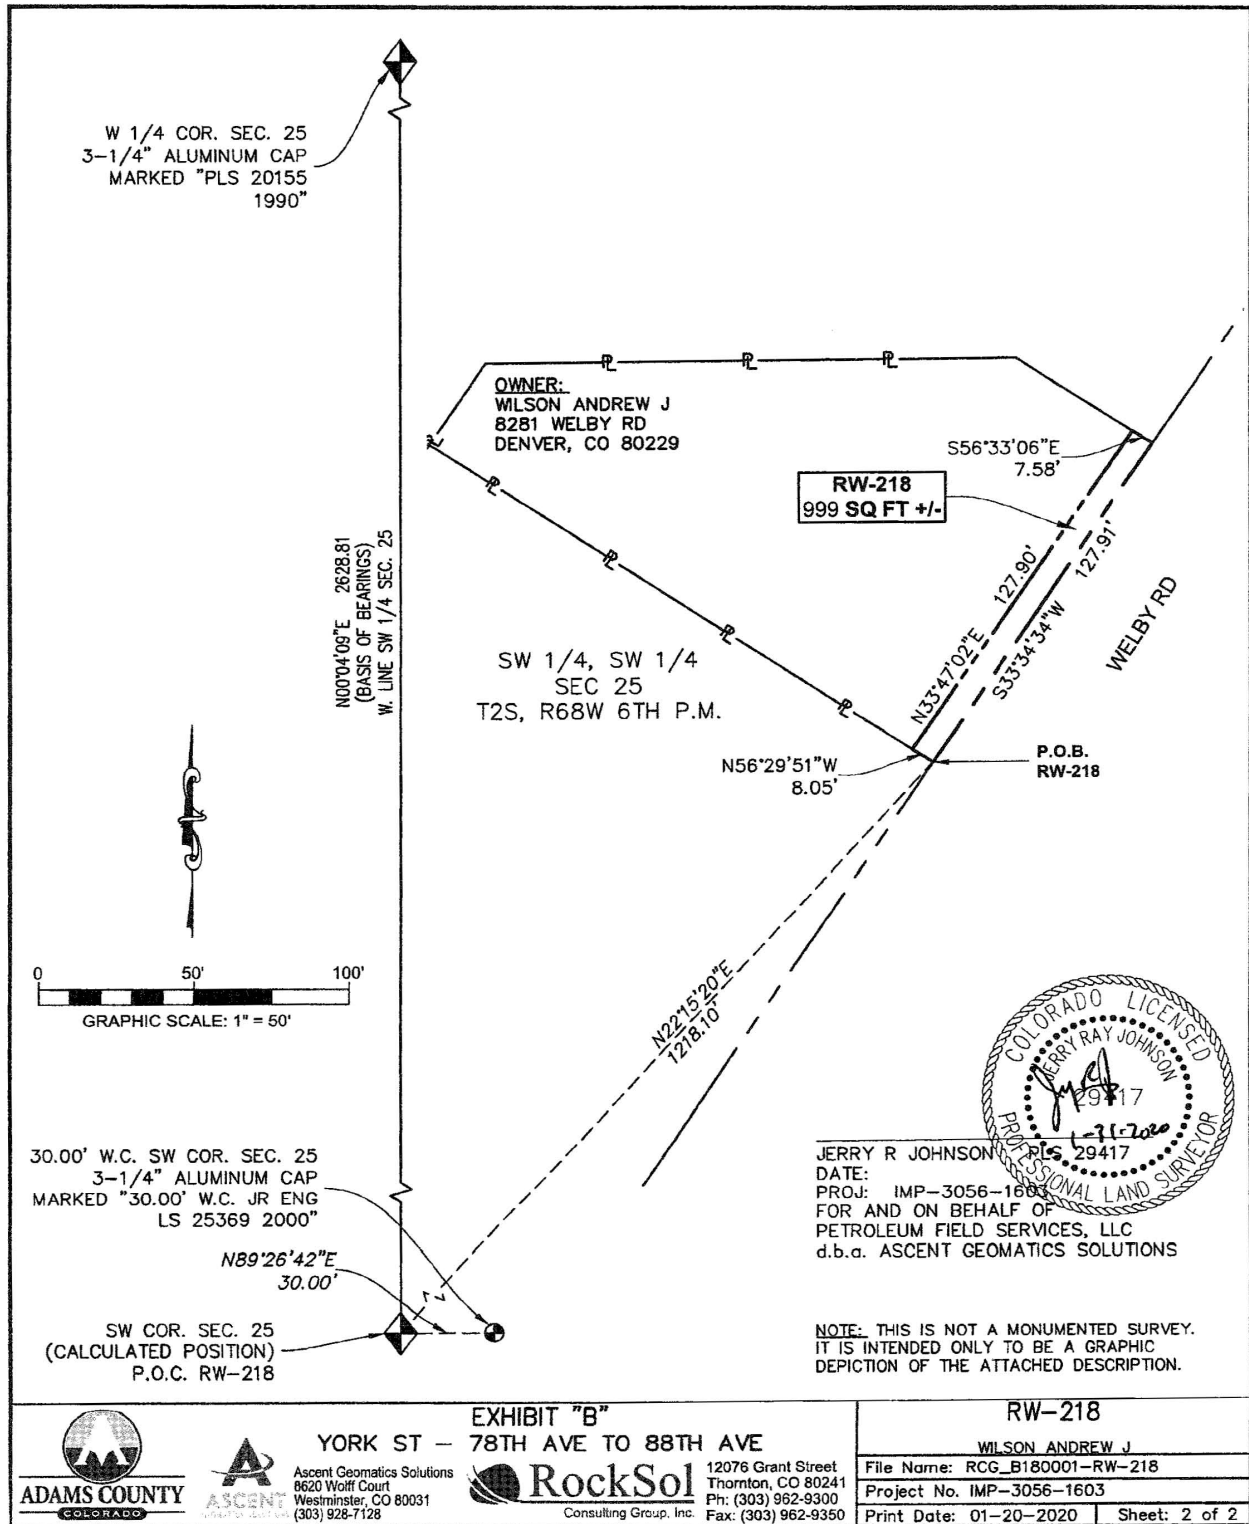 W 1/4 COR. SEC. 25
3-1/4" ALUMINUM CAP
MARKED "PLS 20155
1990"
OWNER:
WILSON ANDREW J
8281 WELBY RD
DENVER, CO 80229
S56°33'06"E
7.58'
RW-218
999 SQ FT +/-
N00°04'09"E 2628.81
(BASIS OF BEARINGS)
W. LINE SW 1/4 SEC. 25
N33°47'02"E 127.90'
S33°34'34"W 127.91'
WELBY RD
SW 1/4, SW 1/4
SEC 25
T2S, R68W 6TH P.M.
N56°29'51"W
8.05'
P.O.B.
RW-218
0 50' 100'
GRAPHIC SCALE: 1" = 50'
N22°15'20"E
1218.10'
30.00' W.C. SW COR. SEC. 25
3-1/4" ALUMINUM CAP
MARKED "30.00' W.C. JR ENG
LS 25369 2000"
N89°26'42"E
30.00'
SW COR. SEC. 25
(CALCULATED POSITION)
P.O.C. RW-218
COLORADO LICENSED
JERRY RAY JOHNSON
29417
1-31-2020
PROFESSIONAL LAND SURVEYOR
JERRY R JOHNSON PLS 29417
DATE:
PROJ: IMP-3056-1603
FOR AND ON BEHALF OF
PETROLEUM FIELD SERVICES, LLC
d.b.a. ASCENT GEOMATICS SOLUTIONS
NOTE: THIS IS NOT A MONUMENTED SURVEY.
IT IS INTENDED ONLY TO BE A GRAPHIC
DEPICTION OF THE ATTACHED DESCRIPTION.
ADAMS COUNTY
COLORADO
EXHIBIT "B"
YORK ST - 78TH AVE TO 88TH AVE
ASCENT
Ascent Geomatics Solutions
8620 Wolff Court
Westminster, CO 80031
(303) 928-7128
RockSol
Consulting Group, Inc.
12076 Grant Street
Thornton, CO 80241
Ph: (303) 962-9300
Fax: (303) 962-9350
RW-218
WILSON ANDREW J
File Name: RCG_B180001-RW-218
Project No. IMP-3056-1603
Print Date: 01-20-2020 Sheet: 2 of 2